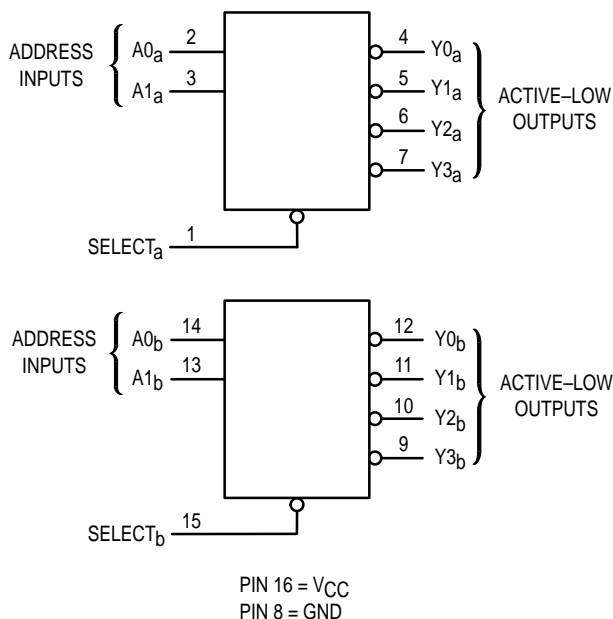 ADDRESS
INPUTS
A0a 2
A1a 3
4 Y0a
5 Y1a
6 Y2a
7 Y3a
ACTIVE–LOW
OUTPUTS
SELECTa 1
ADDRESS
INPUTS
A0b 14
A1b 13
12 Y0b
11 Y1b
10 Y2b
9 Y3b
ACTIVE–LOW
OUTPUTS
SELECTb 15
PIN 16 = VCC
PIN 8 = GND